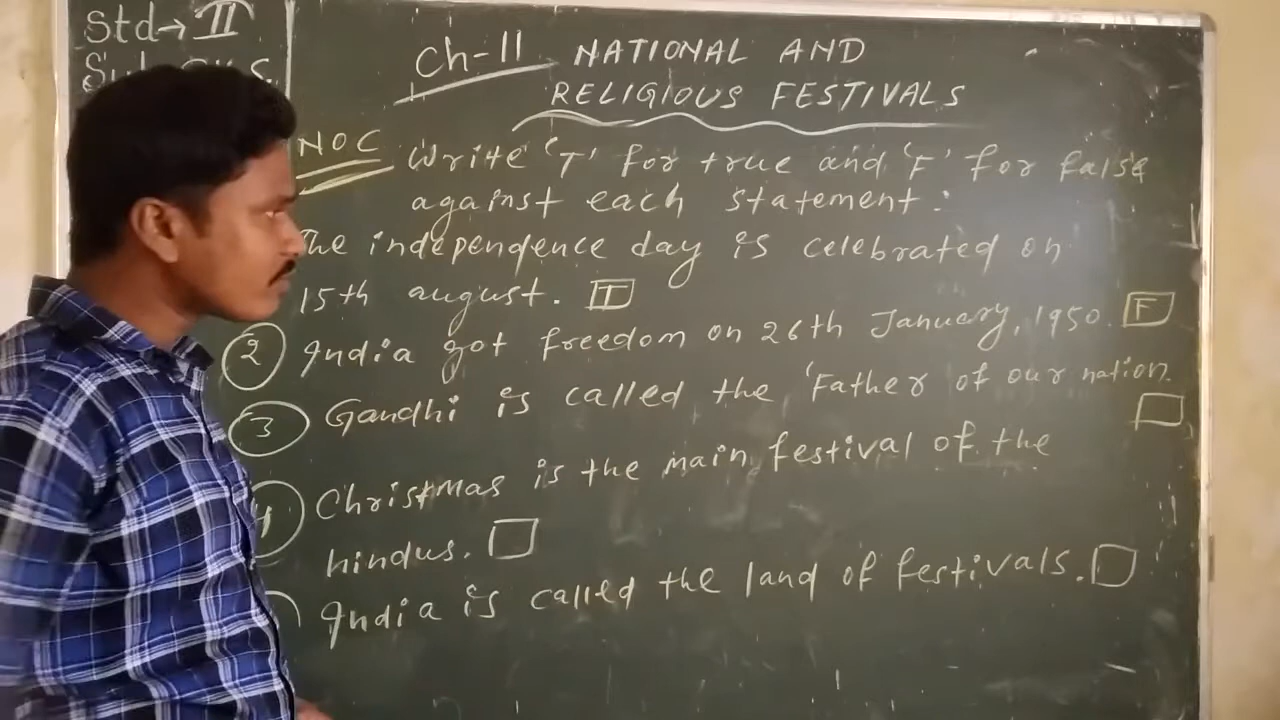 Std→II
Ch-11 NATIONAL AND
RELIGIOUS FESTIVALS
NOC Write 'T' for true and 'F' for false
against each statement:
The independence day is celebrated on
15th august. T
2 India got freedom on 26th January, 1950. F
3 Gandhi is called the 'Father of our nation.
4 Christmas is the main festival of the
hindus.
India is called the land of festivals.